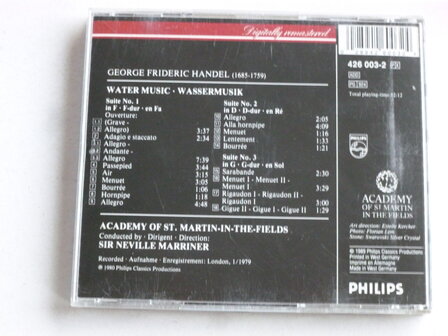 Digitally remastered
GEORGE FRIDERIC HANDEL (1685-1759)
426 003-2
Total playing-time
WATER MUSIC · WASSERMUSIK
Suite No. 1
in F · F-dur · en Fa
Ouverture:
(Grave -
Allegro) 3:37
Adagio e staccato 2:34
Allegro -
Andante -
Allegro 7:39
Passepied 3:44
Air 3:15
Menuet 3:05
Bourrée 1:06
Hornpipe 1:18
Allegro 4:48
Suite No. 2
in D · D-dur · en Ré
Allegro 2:05
Alla hornpipe 4:09
Menuet 1:16
Lentement 1:33
Bourrée 1:21
Suite No. 3
in G · G-dur · en sol
Sarabande 2:30
Menuet I - Menuet II -
Menuet I 3:29
Rigaudon I - Rigaudon II -
Rigaudon I
Gigue II - Gigue I - Gigue II 1:29
ACADEMY OF ST. MARTIN-IN-THE-FIELDS
Conducted by · Dirigent · Direction:
SIR NEVILLE MARRINER
Recorded · Aufnahme · Enregistrement: London, 1/1979
℗ 1980 Philips Classics Productions
PHILIPS
ACADEMY
OF ST MARTIN
IN THE FIELDS
Art direction: Estelle Kercher
Photo: Florian
Stone: Swarovski Silver Crystal
Philips Classics Productions
Printed in West Germany
Imprimé en Allemagne
Made in West Germany
PHILIPS